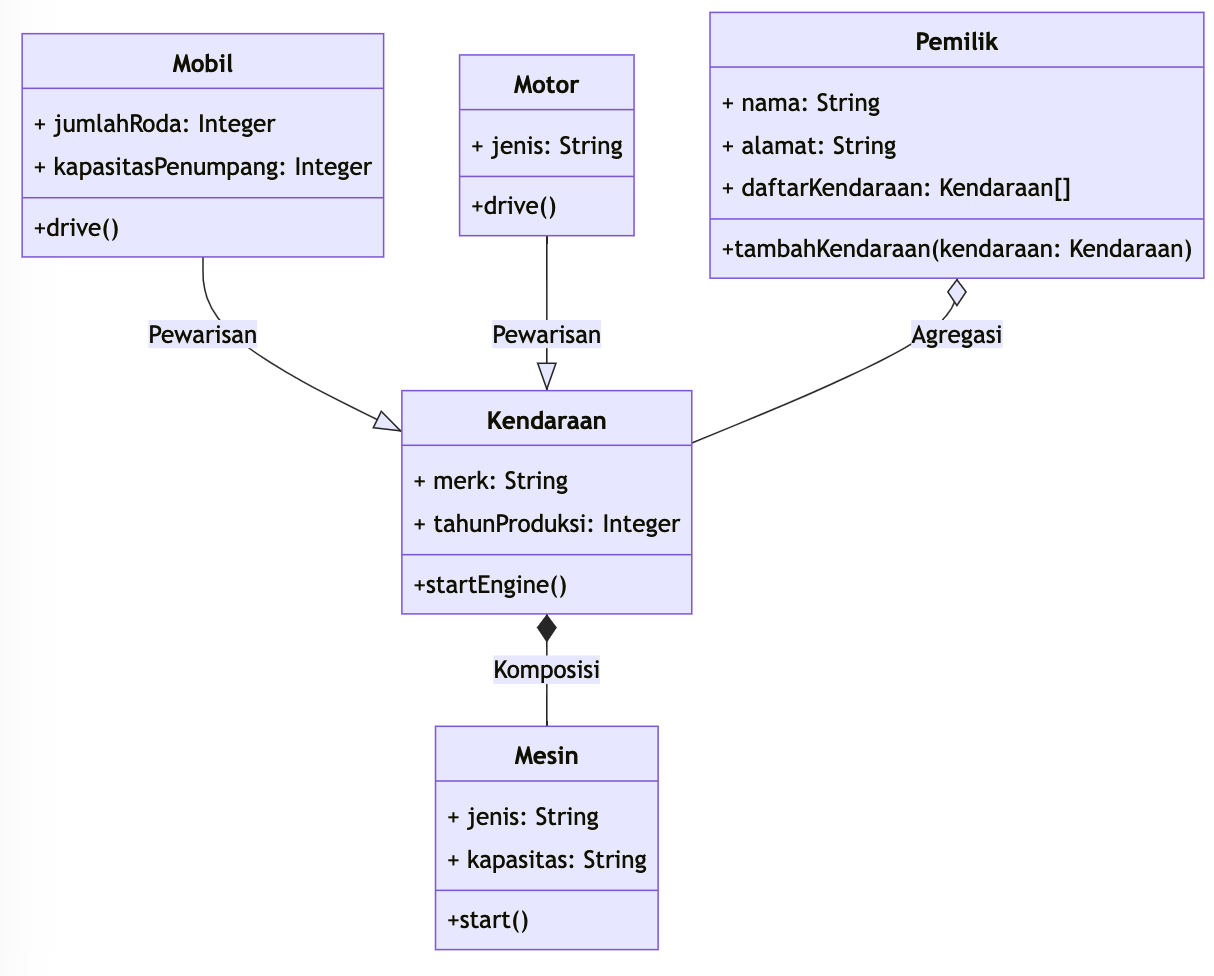 Mobil
+ jumlahRoda: Integer
+ kapasitasPenumpang: Integer
+drive()
Motor
+ jenis: String
+drive()
Pemilik
+ nama: String
+ alamat: String
+ daftarKendaraan: Kendaraan[]
+tambahKendaraan(kendaraan: Kendaraan)
Pewarisan
Pewarisan
Agregasi
Kendaraan
+ merk: String
+ tahunProduksi: Integer
+startEngine()
Komposisi
Mesin
+ jenis: String
+ kapasitas: String
+start()